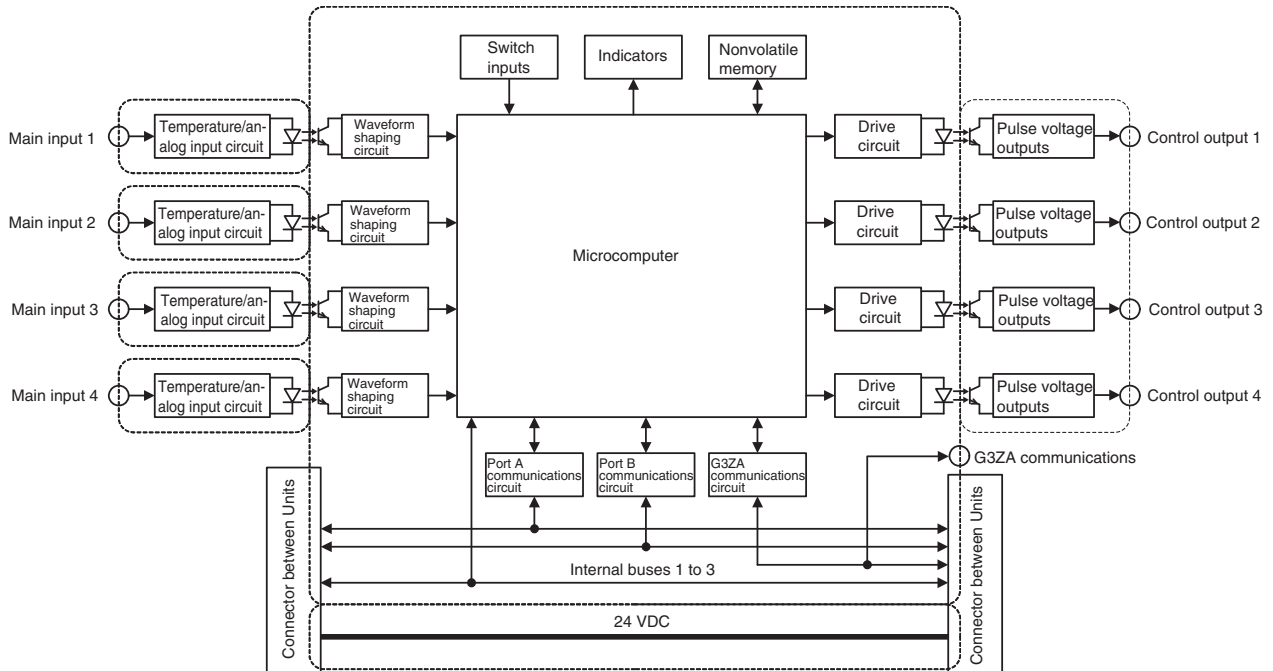 Switch
inputs
Indicators
Nonvolatile
memory
Main input 1
Temperature/an-
alog input circuit
Waveform
shaping
circuit
Drive
circuit
Pulse voltage
outputs
Control output 1
Main input 2
Temperature/an-
alog input circuit
Waveform
shaping
circuit
Drive
circuit
Pulse voltage
outputs
Control output 2
Microcomputer
Main input 3
Temperature/an-
alog input circuit
Waveform
shaping
circuit
Drive
circuit
Pulse voltage
outputs
Control output 3
Main input 4
Temperature/an-
alog input circuit
Waveform
shaping
circuit
Drive
circuit
Pulse voltage
outputs
Control output 4
Port A
communications
circuit
Port B
communications
circuit
G3ZA
communications
circuit
G3ZA communications
Connector between Units
Internal buses 1 to 3
Connector between Units
24 VDC